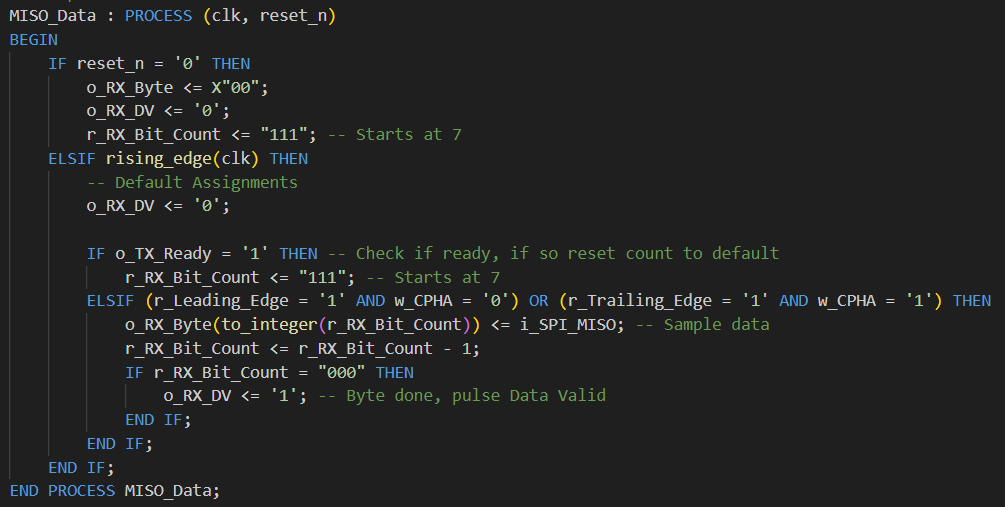 MISO_Data : PROCESS (clk, reset_n)
BEGIN
    IF reset_n = '0' THEN
        o_RX_Byte <= X"00";
        o_RX_DV <= '0';
        r_RX_Bit_Count <= "111"; -- Starts at 7
    ELSIF rising_edge(clk) THEN
        -- Default Assignments
        o_RX_DV <= '0';

        IF o_TX_Ready = '1' THEN -- Check if ready, if so reset count to default
            r_RX_Bit_Count <= "111"; -- Starts at 7
        ELSIF (r_Leading_Edge = '1' AND w_CPHA = '0') OR (r_Trailing_Edge = '1' AND w_CPHA = '1') THEN
            o_RX_Byte(to_integer(r_RX_Bit_Count)) <= i_SPI_MISO; -- Sample data
            r_RX_Bit_Count <= r_RX_Bit_Count - 1;
            IF r_RX_Bit_Count = "000" THEN
                o_RX_DV <= '1'; -- Byte done, pulse Data Valid
            END IF;
        END IF;
    END IF;
END PROCESS MISO_Data;